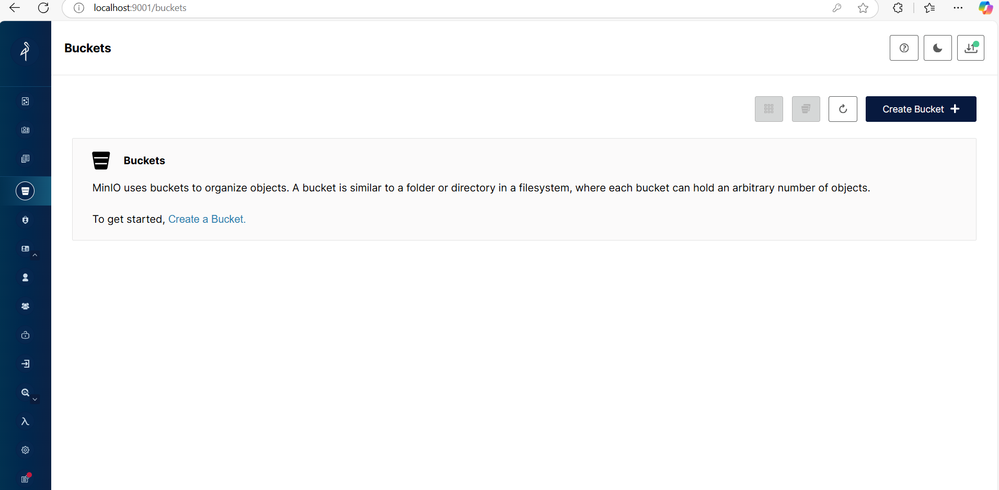 localhost:9001/buckets
Buckets
Create Bucket
Buckets
MinIO uses buckets to organize objects. A bucket is similar to a folder or directory in a filesystem, where each bucket can hold an arbitrary number of objects.
To get started, Create a Bucket.